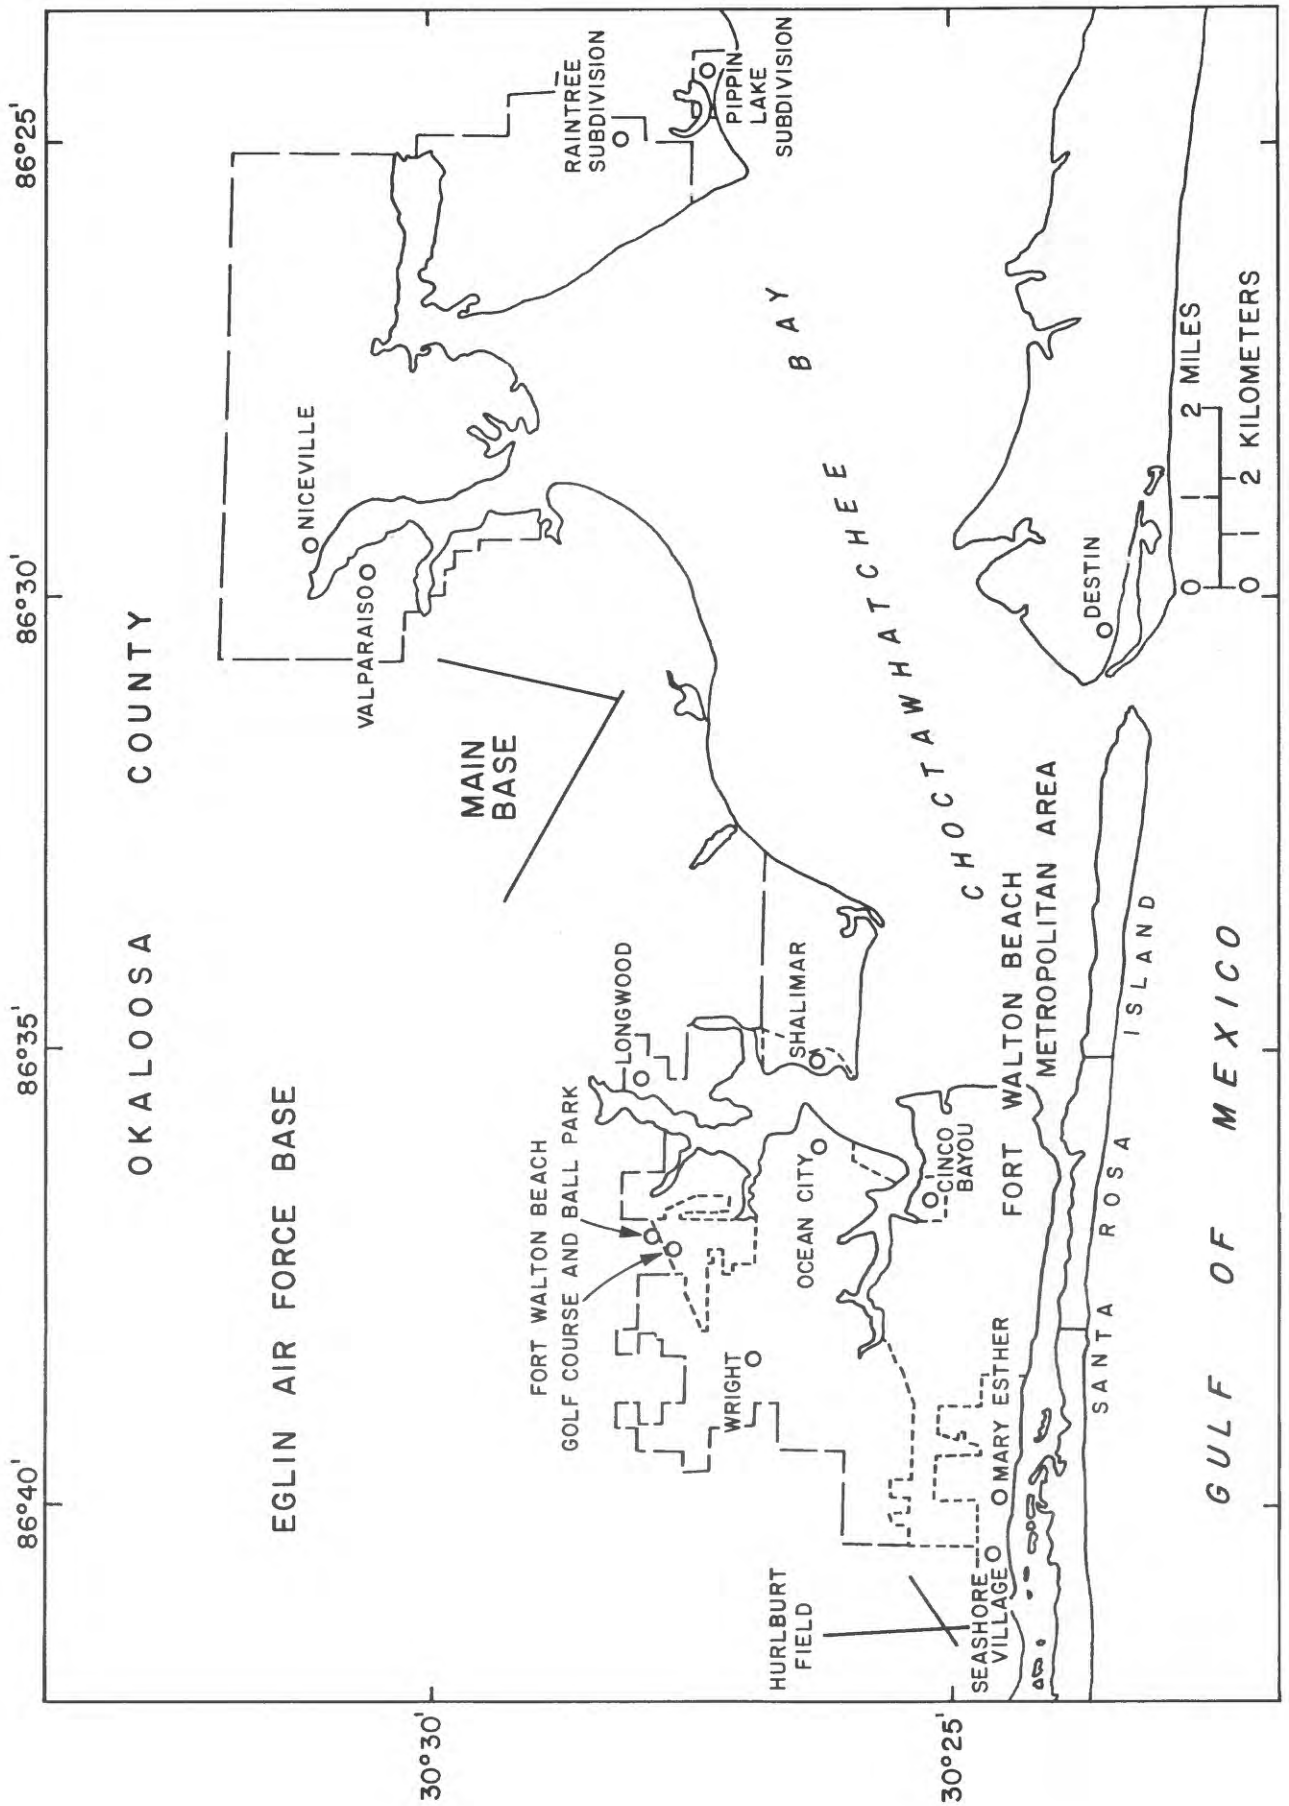 86°40'
86°35'
86°30'
86°25'
OKALOOSA COUNTY
EGLIN AIR FORCE BASE
NICEVILLE
VALPARAISO
30°30'
MAIN
BASE
RAINTREE
SUBDIVISION
PIPPIN
LAKE
SUBDIVISION
FORT WALTON BEACH
GOLF COURSE AND BALL PARK
LONGWOOD
WRIGHT
OCEAN CITY
SHALIMAR
CHOCTAWHATCHEE BAY
HURLBURT
FIELD
30°25'
CINCO
BAYOU
SEASHORE
VILLAGE
MARY ESTHER
FORT WALTON BEACH
METROPOLITAN AREA
DESTIN
SANTA ROSA ISLAND
0 1 2 MILES
0 1 2 KILOMETERS
GULF OF MEXICO